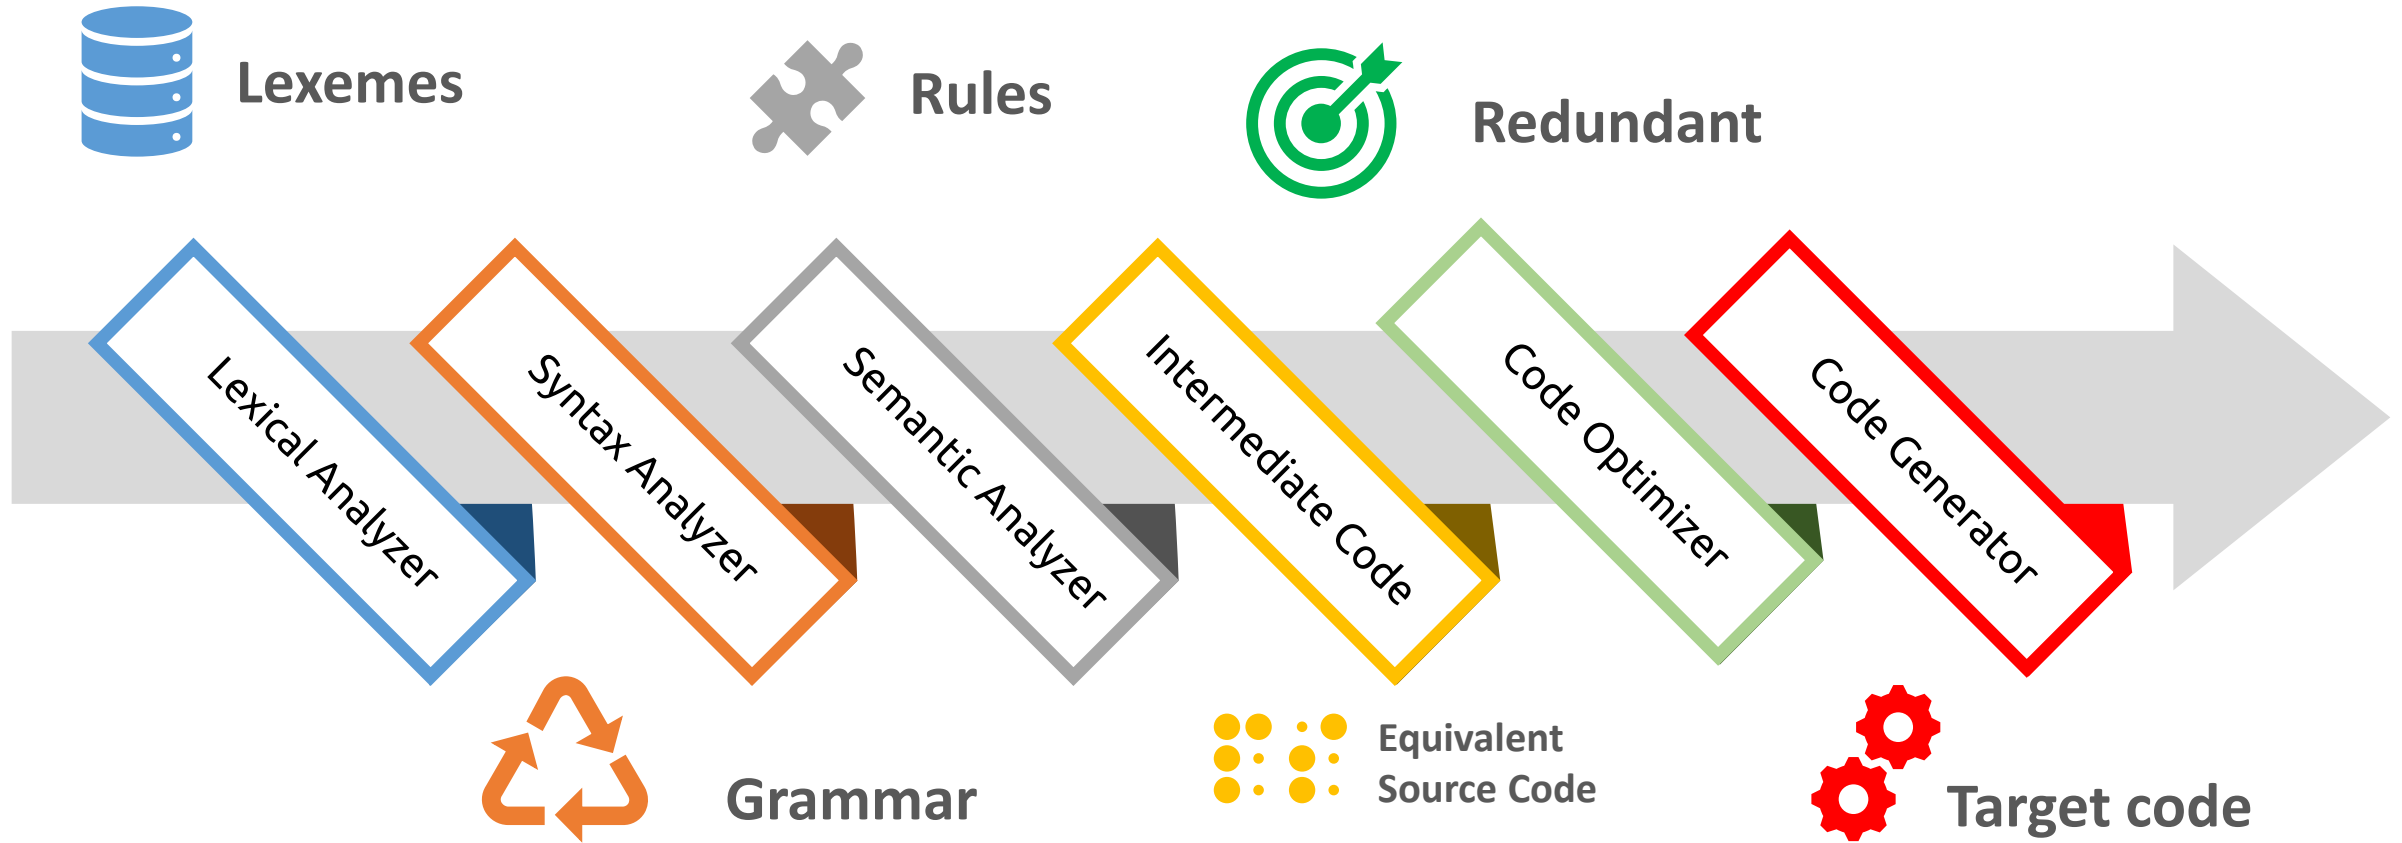 Lexemes
Rules
Redundant
Lexical Analyzer
Syntax Analyzer
Semantic Analyzer
Intermediate Code
Code Optimizer
Code Generator
Grammar
Equivalent
Source Code
Target code